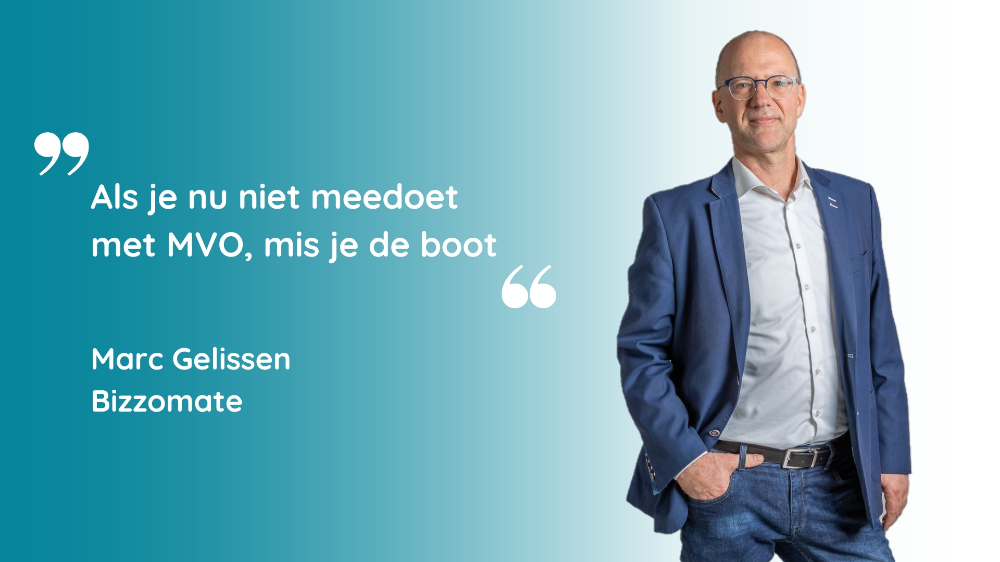 ”
Als je nu niet meedoet
met MVO, mis je de boot
“
Marc Gelissen
Bizzomate